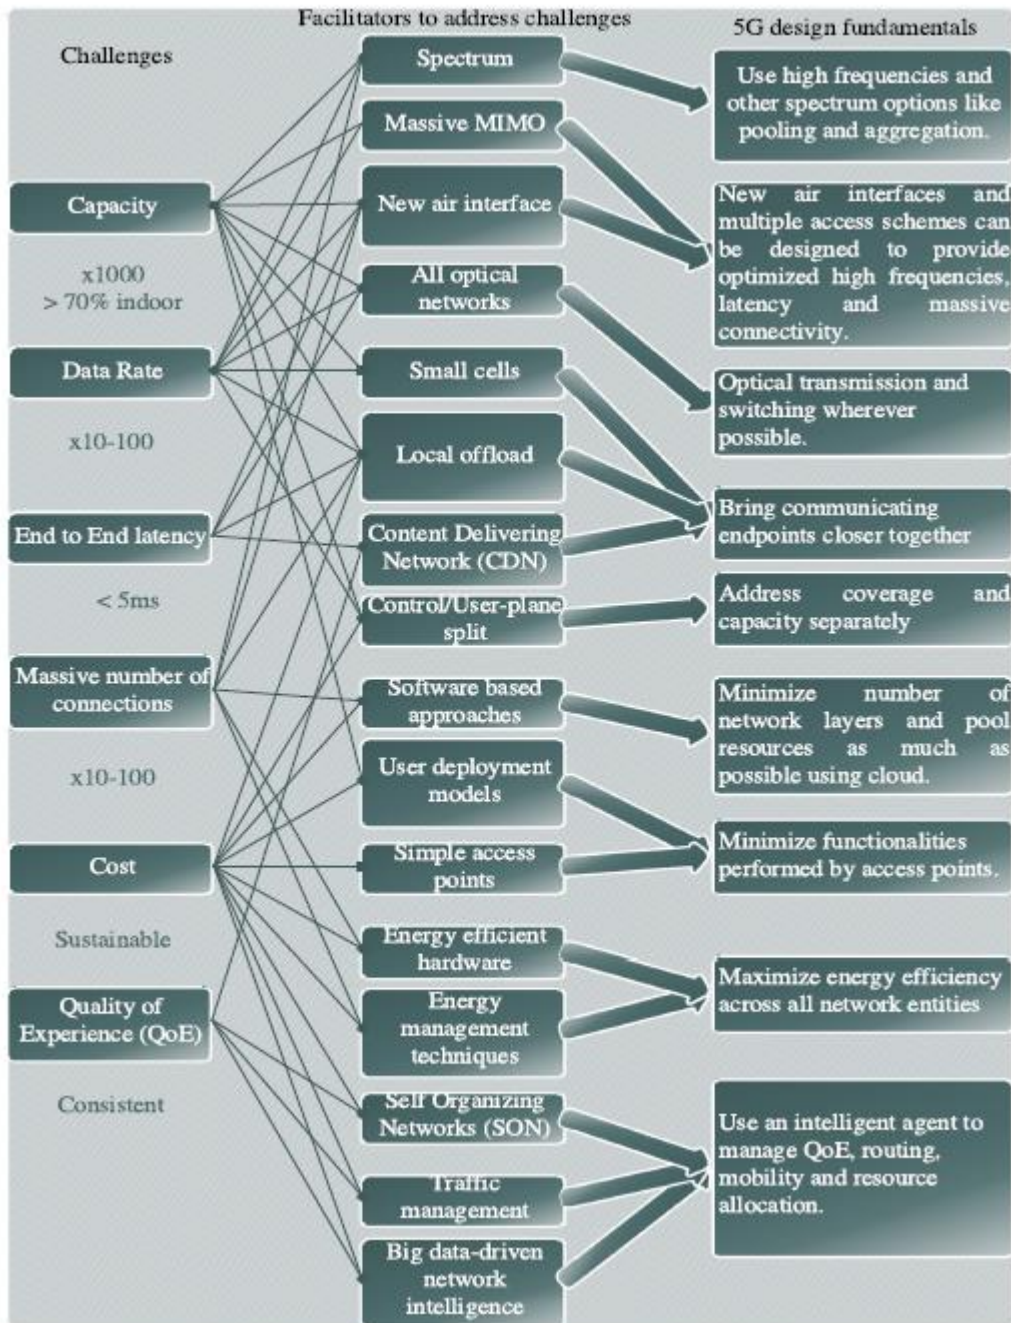 Facilitators to address challenges
Challenges
5G design fundamentals
Capacity
x1000
> 70% indoor
Data Rate
x10-100
End to End latency
< 5ms
Massive number of
connections
x10-100
Cost
Sustainable
Quality of
Experience (QoE)
Consistent
Spectrum
Massive MIMO
New air interface
All optical
networks
Small cells
Local offload
Content Delivering
Network (CDN)
Control/User-plane
split
Software based
approaches
User deployment
models
Simple access
points
Energy efficient
hardware
Energy
management
techniques
Self Organizing
Networks (SON)
Traffic
management
Big data-driven
network
intelligence
Use high frequencies and
other spectrum options like
pooling and aggregation.
New air interfaces and
multiple access schemes can
be designed to provide
optimized high frequencies,
latency and massive
connectivity.
Optical transmission and
switching wherever
possible.
Bring communicating
endpoints closer together
Address coverage and
capacity separately
Minimize number of
network layers and pool
resources as much as
possible using cloud.
Minimize functionalities
performed by access points.
Maximize energy efficiency
across all network entities
Use an intelligent agent to
manage QoE, routing,
mobility and resource
allocation.